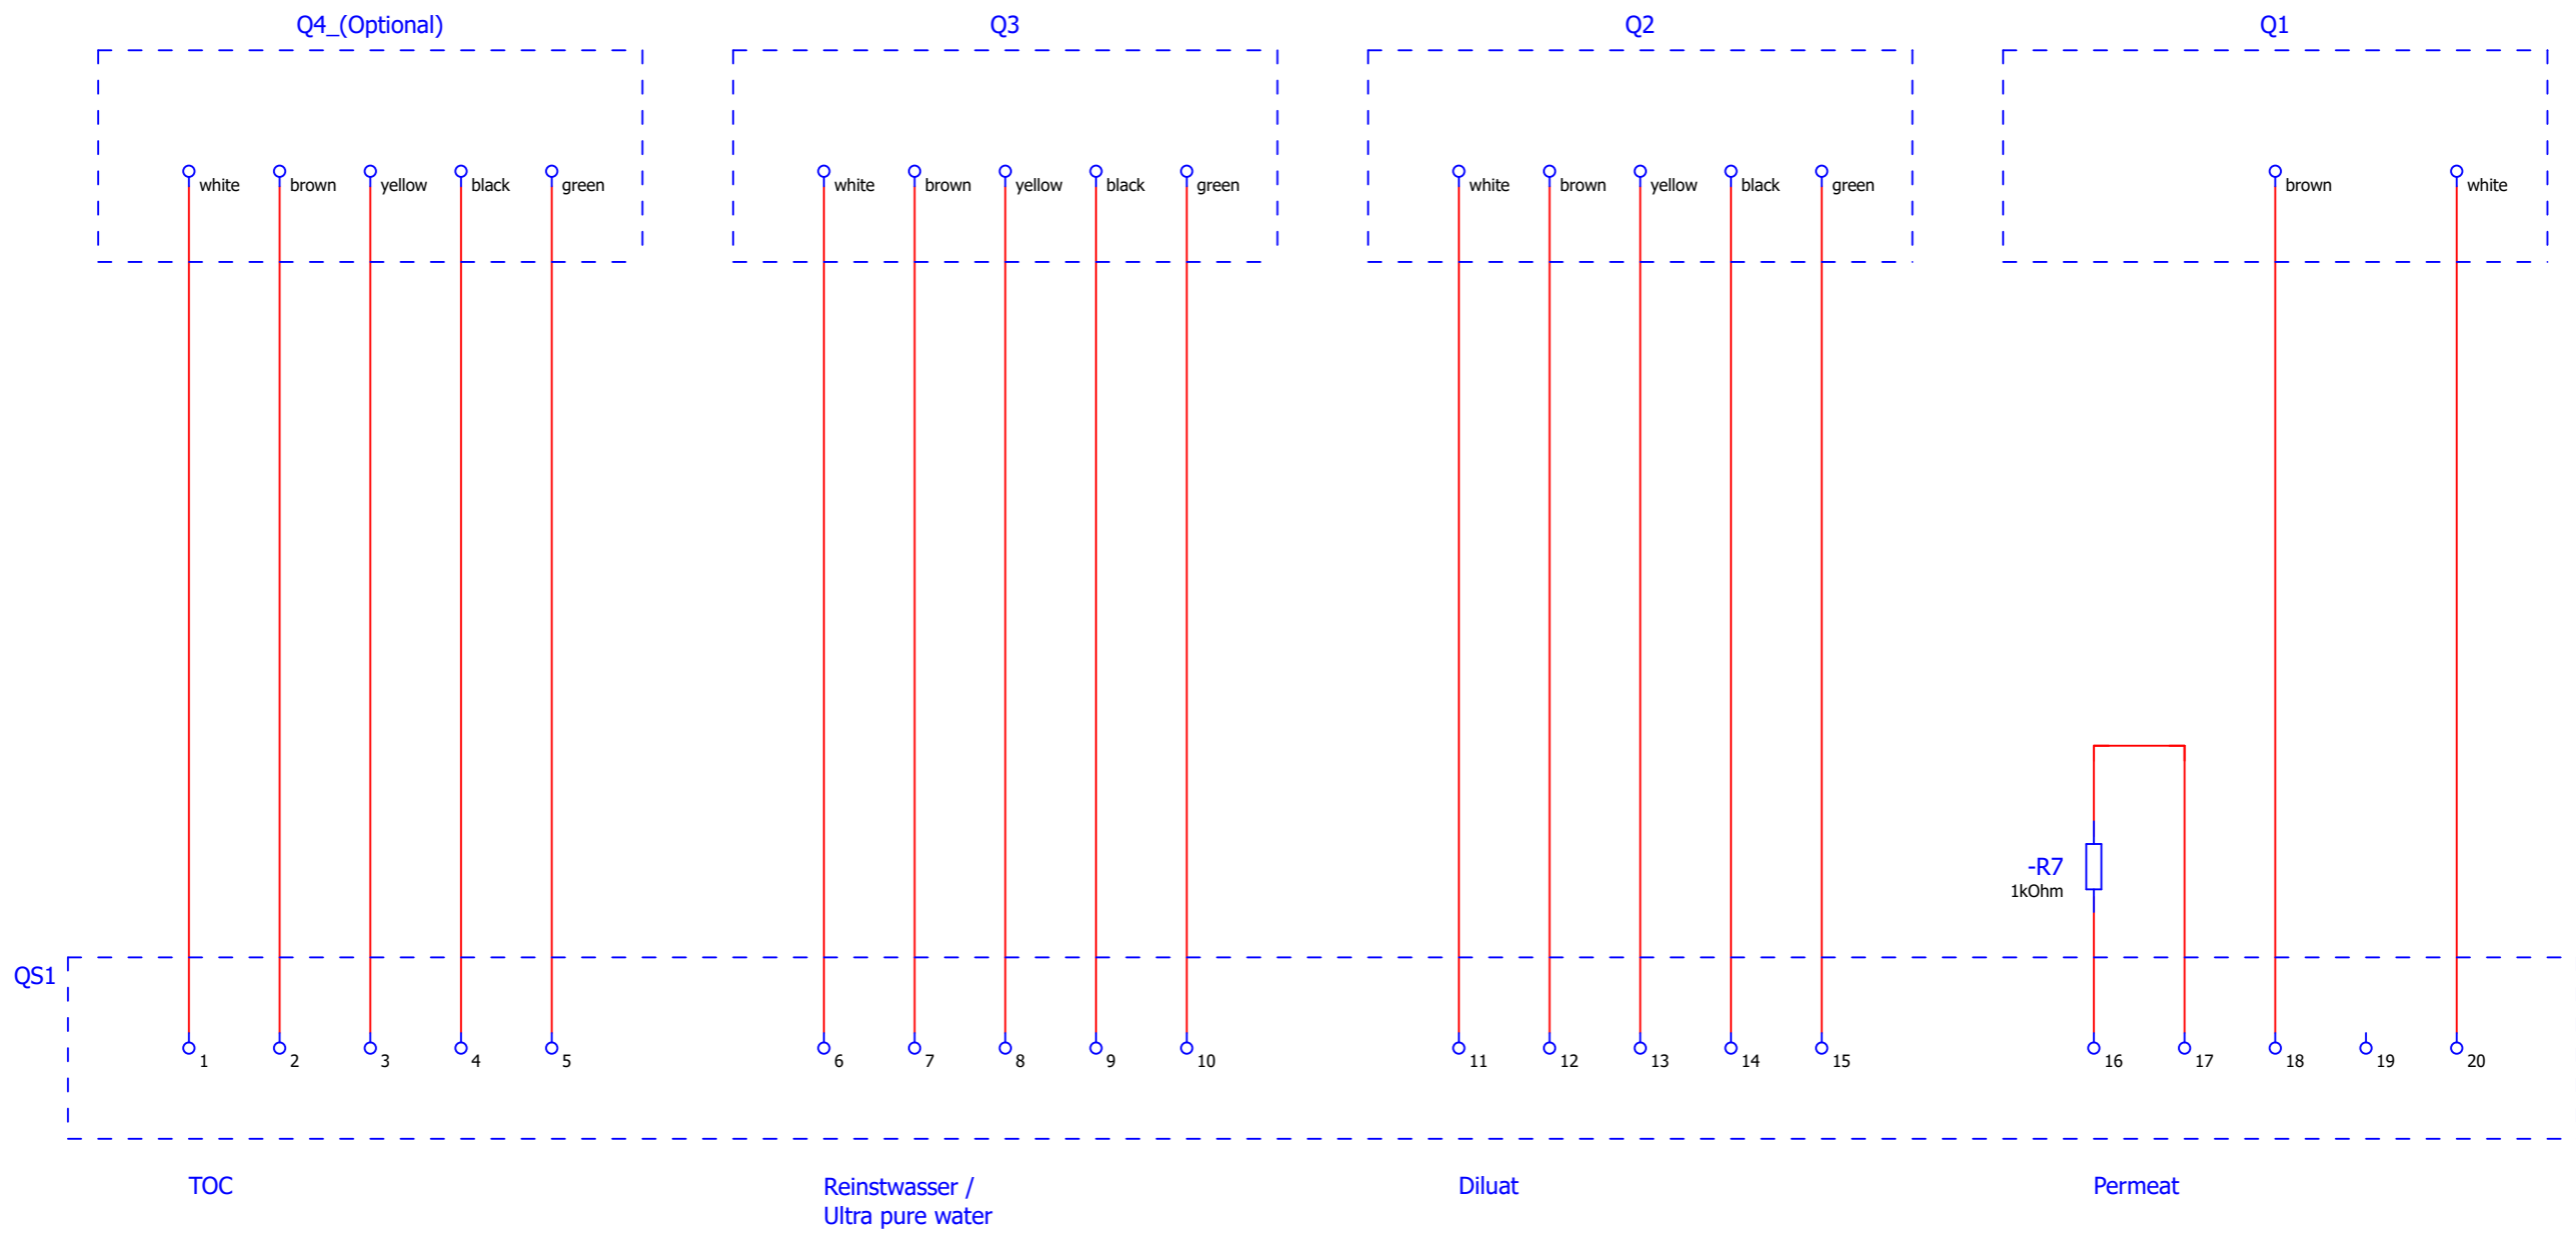 Q4_(Optional) Q3 Q2 Q1
white brown yellow black green white brown yellow black green white brown yellow black green brown white
-R7
1kOhm
QS1
1 2 3 4 5 6 7 8 9 10 11 12 13 14 15 16 17 18 19 20
TOC Reinstwasser / Diluat Permeat
Ultra pure water